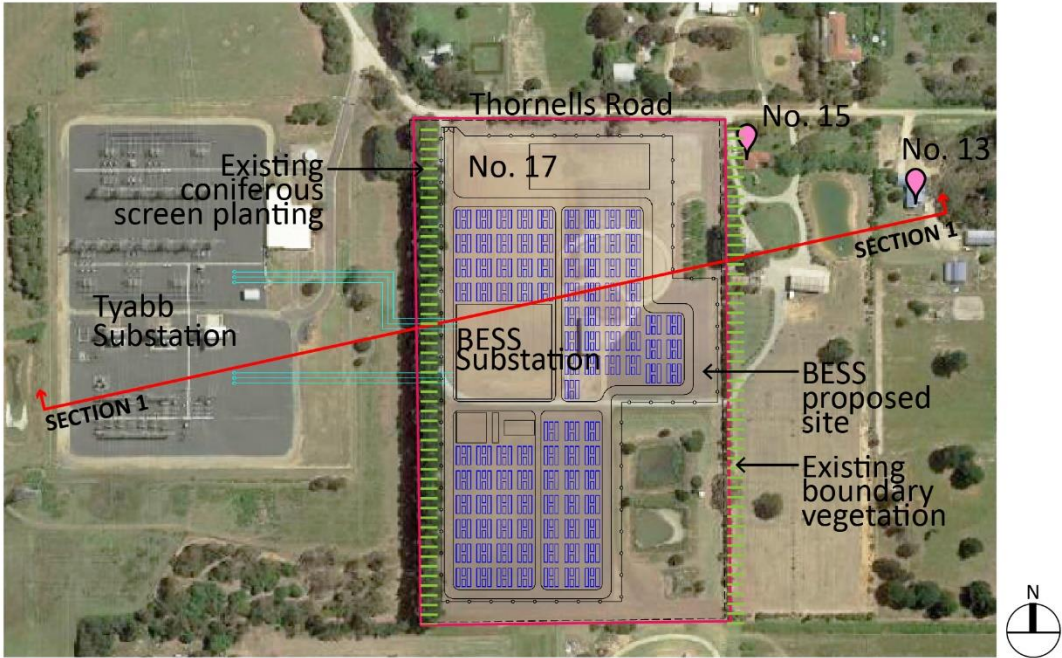 Thornells Road
No. 15
No. 13
Existing
coniferous
screen planting
No. 17
SECTION 1
Tyabb
Substation
BESS
Substation
BESS
proposed
site
SECTION 1
Existing
boundary
vegetation
N